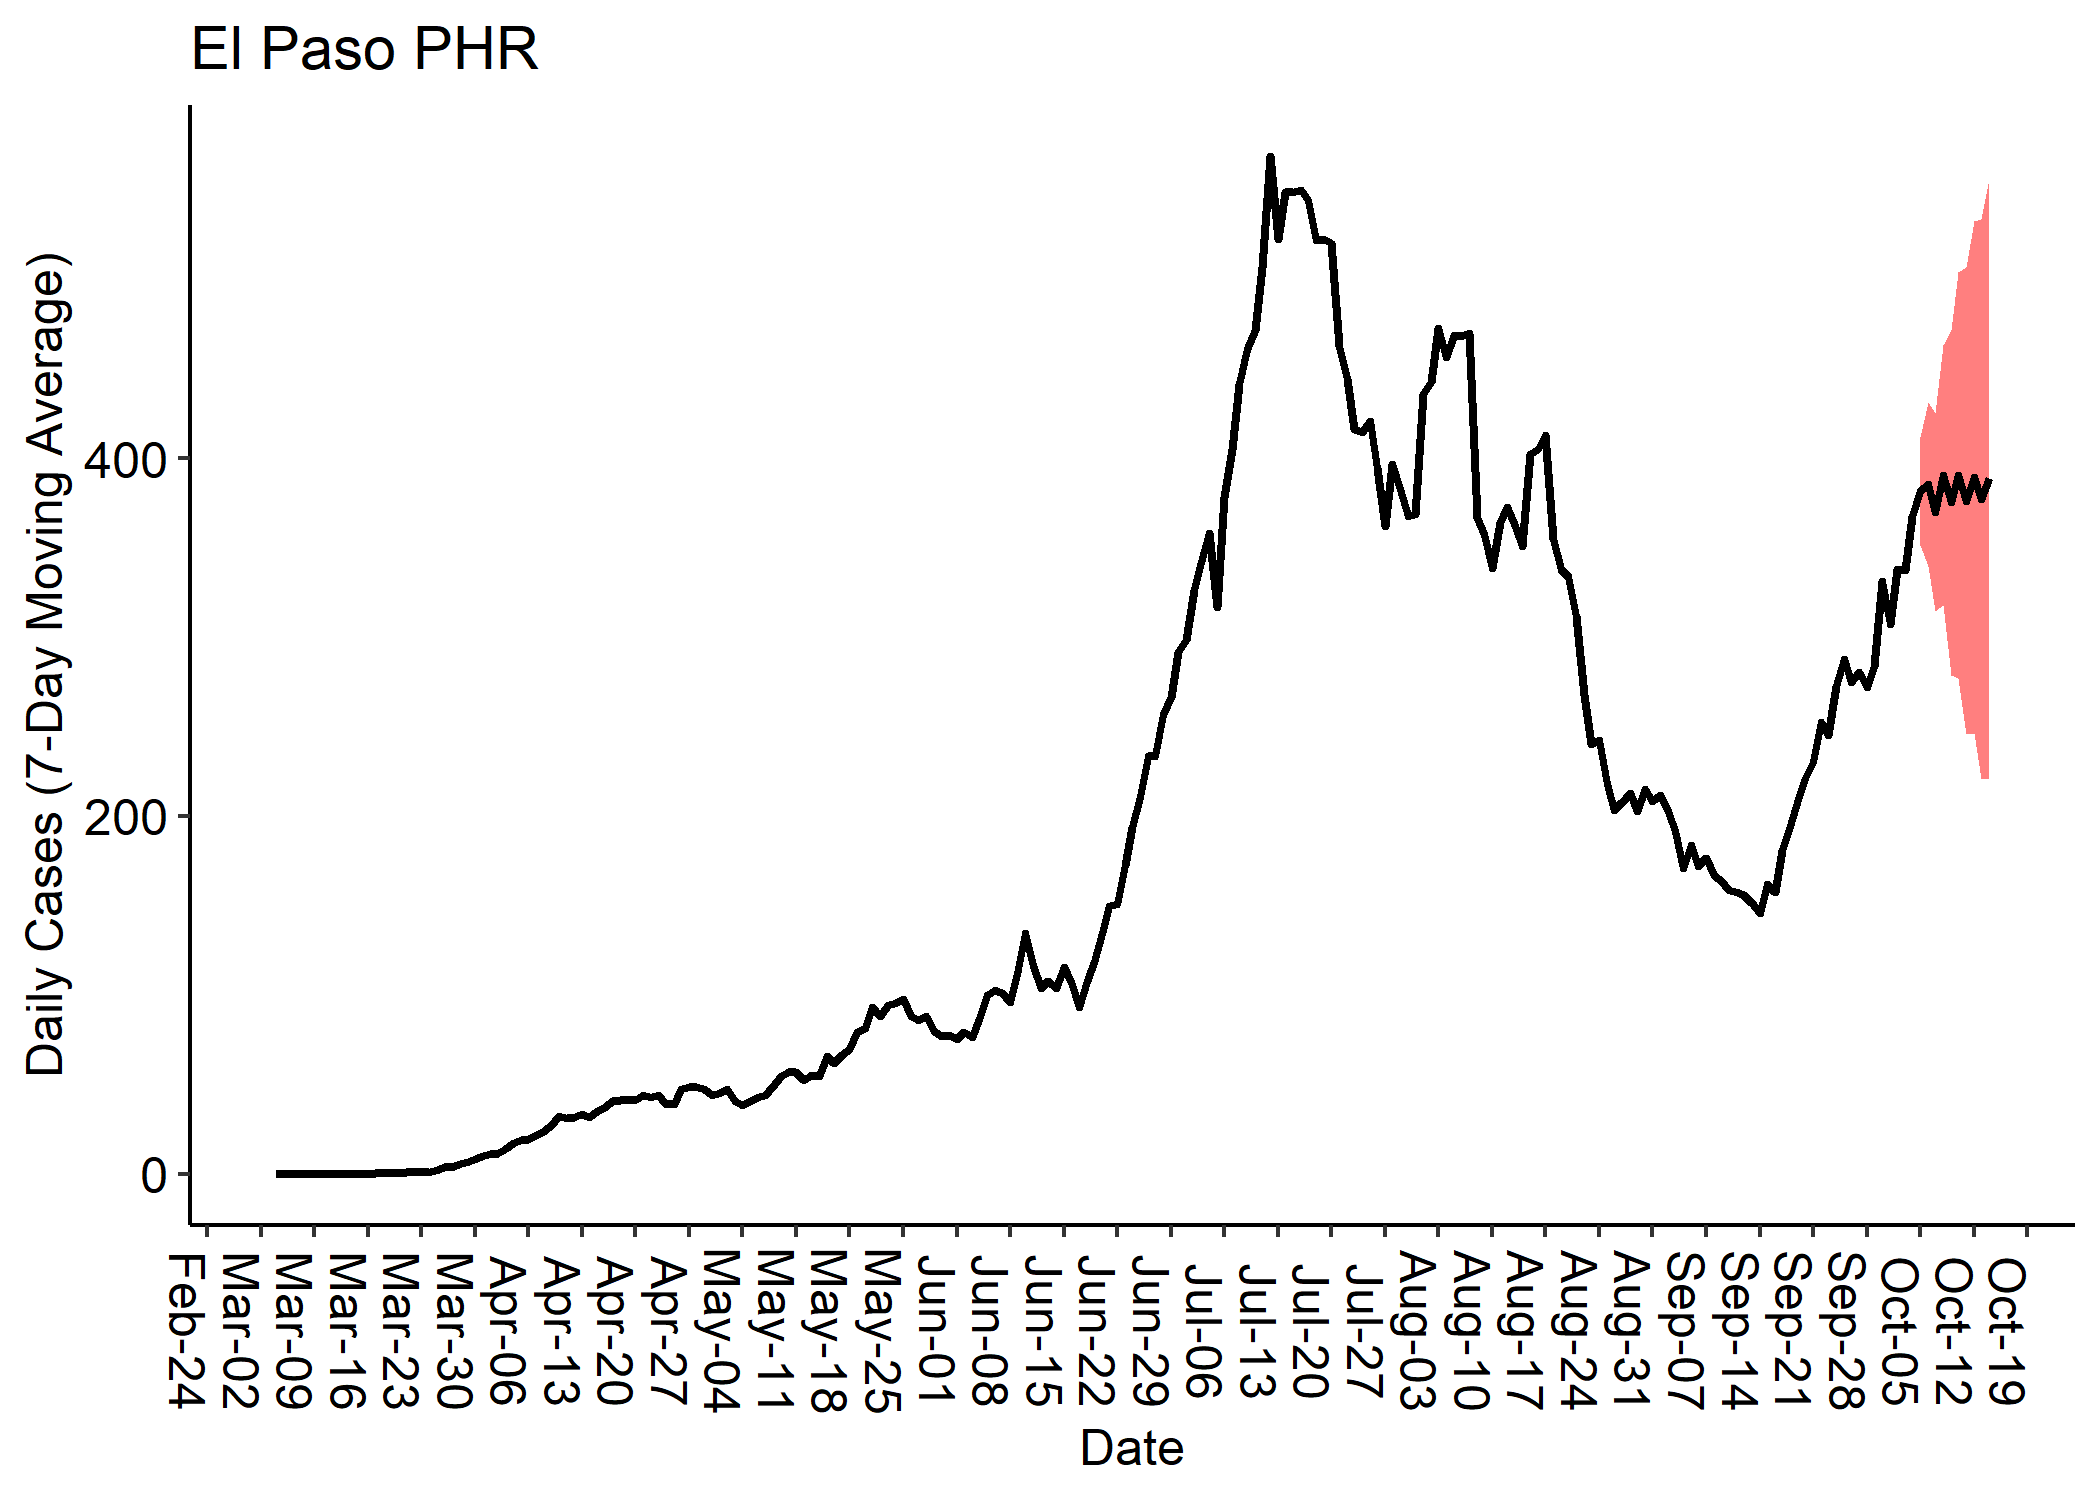 El Paso PHR
Daily Cases (7-Day Moving Average)
400
200
0
Feb-24
Mar-02
Mar-09
Mar-16
Mar-23
Mar-30
Apr-06
Apr-13
Apr-20
Apr-27
May-04
May-11
May-18
May-25
Jun-01
Jun-08
Jun-15
Jun-22
Jun-29
Jul-06
Jul-13
Jul-20
Jul-27
Aug-03
Aug-10
Aug-17
Aug-24
Aug-31
Sep-07
Sep-14
Sep-21
Sep-28
Oct-05
Oct-12
Oct-19
Date